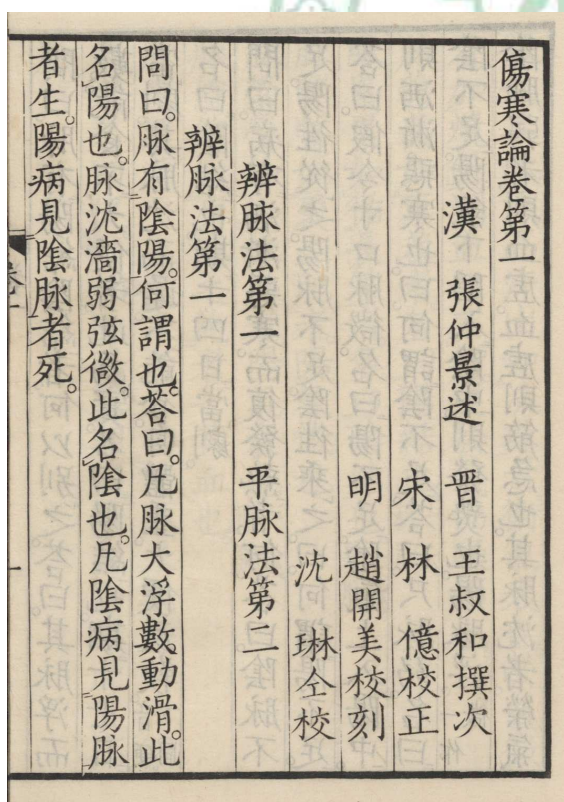 傷寒論卷第一
漢 張仲景述 晋 王叔和撰次
宋 林 億校正
明 趙開美校刻
沈 琳仝校
辨脉法第一 平脉法第二
辨脉法第一
問曰。脉有陰陽。何謂也。荅曰。凡脉大浮數動滑。此
名陽也。脉沈濇弱弦微。此名陰也。凡陰病見陽脉
者生。陽病見陰脉者死。